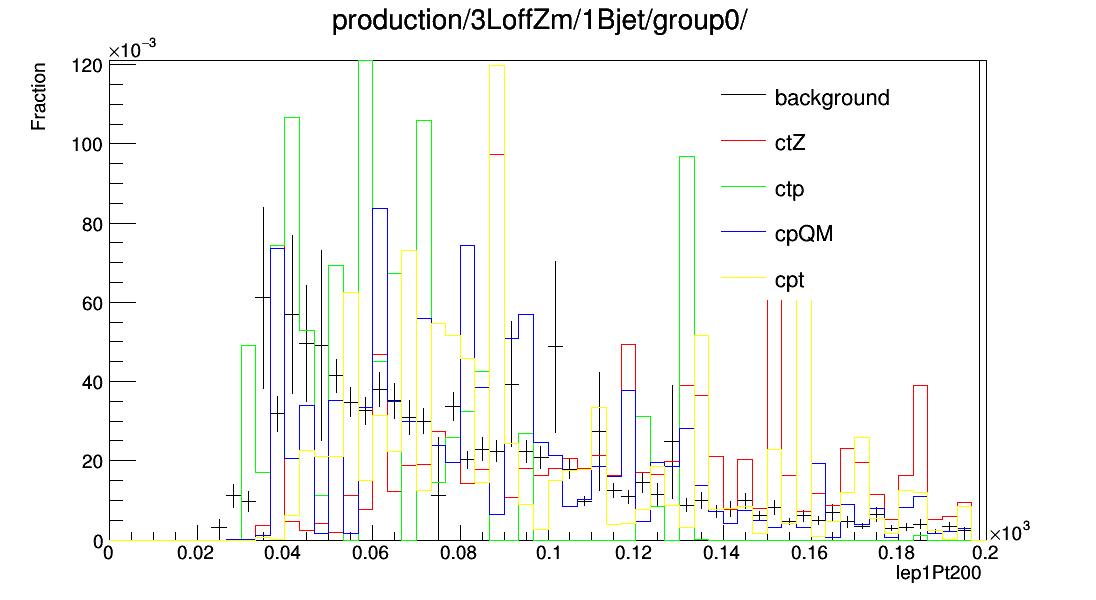 production/3LoffZm/1Bjet/group0/
×10⁻³
Fraction
120
100
80
60
40
20
0
background
ctZ
ctp
cpQM
cpt
0 0.02 0.04 0.06 0.08 0.1 0.12 0.14 0.16 0.18 0.2
×10³
lep1Pt200